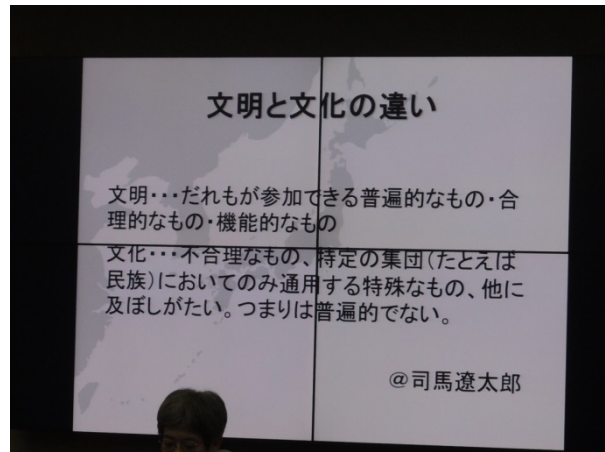 文明と文化の違い
文明・・・だれもが参加できる普遍的なもの・合
理的なもの・機能的なもの
文化・・・不合理なもの、特定の集団(たとえば
民族)においてのみ通用する特殊なもの、他に
及ぼしがたい。つまりは普遍的でない。
@司馬遼太郎